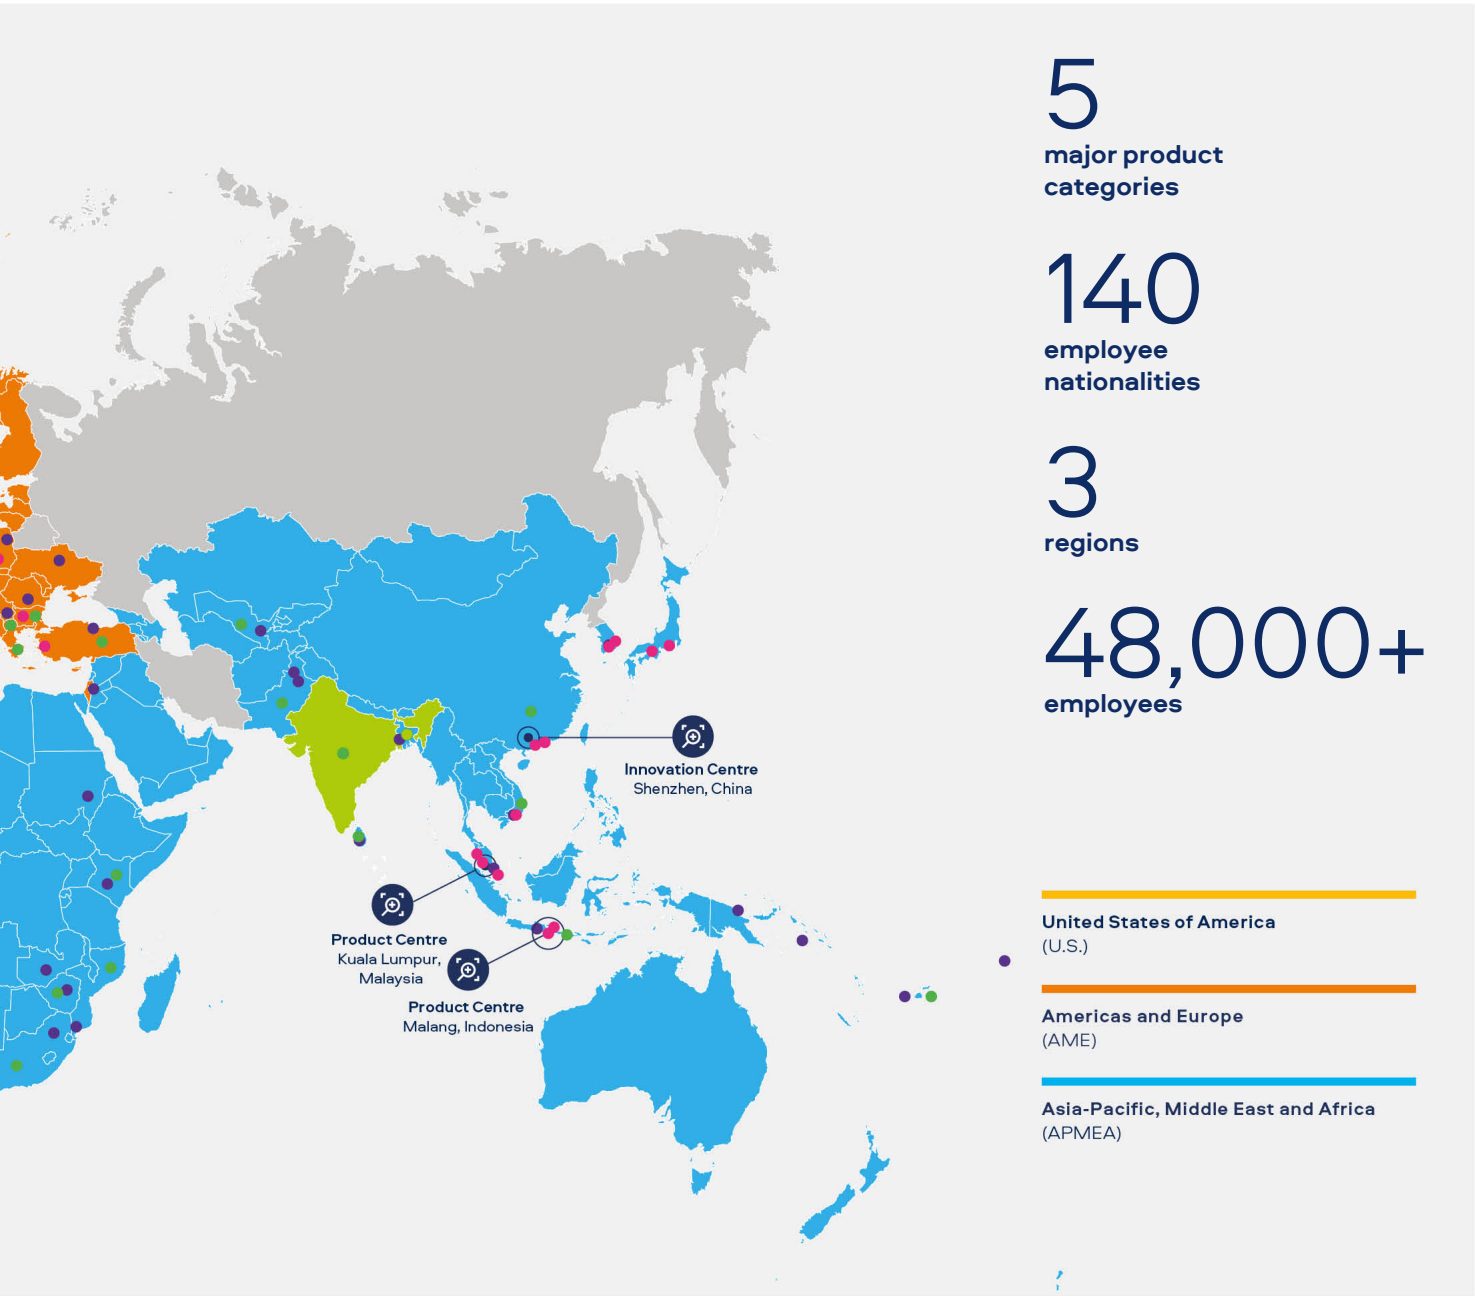 5
major product
categories
140
employee
nationalities
3
regions
48,000+
employees
Innovation Centre
Shenzhen, China
Product Centre
Kuala Lumpur,
Malaysia
Product Centre
Malang, Indonesia
United States of America
(U.S.)
Americas and Europe
(AME)
Asia-Pacific, Middle East and Africa
(APMEA)